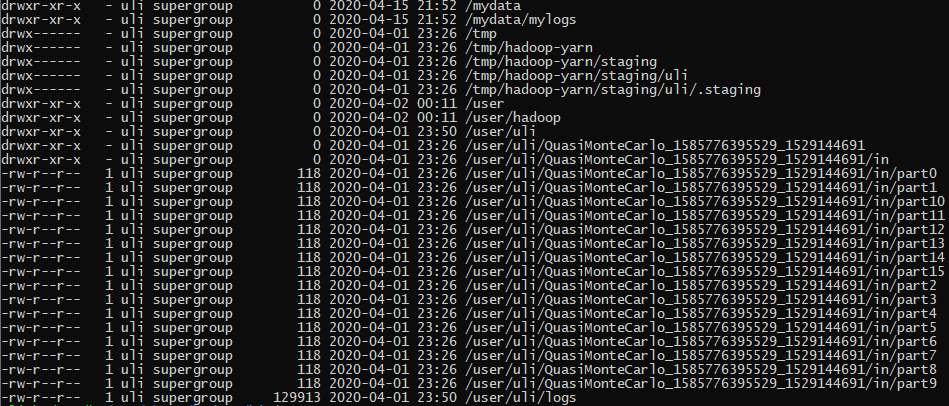 drwxr-xr-x   - uli supergroup          0 2020-04-15 21:52 /mydata
drwxr-xr-x   - uli supergroup          0 2020-04-15 21:52 /mydata/mylogs
drwx------   - uli supergroup          0 2020-04-01 23:26 /tmp
drwx------   - uli supergroup          0 2020-04-01 23:26 /tmp/hadoop-yarn
drwx------   - uli supergroup          0 2020-04-01 23:26 /tmp/hadoop-yarn/staging
drwx------   - uli supergroup          0 2020-04-01 23:26 /tmp/hadoop-yarn/staging/uli
drwx------   - uli supergroup          0 2020-04-01 23:26 /tmp/hadoop-yarn/staging/uli/.staging
drwxr-xr-x   - uli supergroup          0 2020-04-02 00:11 /user
drwxr-xr-x   - uli supergroup          0 2020-04-02 00:11 /user/hadoop
drwxr-xr-x   - uli supergroup          0 2020-04-01 23:50 /user/uli
drwxr-xr-x   - uli supergroup          0 2020-04-01 23:26 /user/uli/QuasiMonteCarlo_1585776395529_1529144691
drwxr-xr-x   - uli supergroup          0 2020-04-01 23:26 /user/uli/QuasiMonteCarlo_1585776395529_1529144691/in
-rw-r--r--   1 uli supergroup        118 2020-04-01 23:26 /user/uli/QuasiMonteCarlo_1585776395529_1529144691/in/part0
-rw-r--r--   1 uli supergroup        118 2020-04-01 23:26 /user/uli/QuasiMonteCarlo_1585776395529_1529144691/in/part1
-rw-r--r--   1 uli supergroup        118 2020-04-01 23:26 /user/uli/QuasiMonteCarlo_1585776395529_1529144691/in/part10
-rw-r--r--   1 uli supergroup        118 2020-04-01 23:26 /user/uli/QuasiMonteCarlo_1585776395529_1529144691/in/part11
-rw-r--r--   1 uli supergroup        118 2020-04-01 23:26 /user/uli/QuasiMonteCarlo_1585776395529_1529144691/in/part12
-rw-r--r--   1 uli supergroup        118 2020-04-01 23:26 /user/uli/QuasiMonteCarlo_1585776395529_1529144691/in/part13
-rw-r--r--   1 uli supergroup        118 2020-04-01 23:26 /user/uli/QuasiMonteCarlo_1585776395529_1529144691/in/part14
-rw-r--r--   1 uli supergroup        118 2020-04-01 23:26 /user/uli/QuasiMonteCarlo_1585776395529_1529144691/in/part15
-rw-r--r--   1 uli supergroup        118 2020-04-01 23:26 /user/uli/QuasiMonteCarlo_1585776395529_1529144691/in/part2
-rw-r--r--   1 uli supergroup        118 2020-04-01 23:26 /user/uli/QuasiMonteCarlo_1585776395529_1529144691/in/part3
-rw-r--r--   1 uli supergroup        118 2020-04-01 23:26 /user/uli/QuasiMonteCarlo_1585776395529_1529144691/in/part4
-rw-r--r--   1 uli supergroup        118 2020-04-01 23:26 /user/uli/QuasiMonteCarlo_1585776395529_1529144691/in/part5
-rw-r--r--   1 uli supergroup        118 2020-04-01 23:26 /user/uli/QuasiMonteCarlo_1585776395529_1529144691/in/part6
-rw-r--r--   1 uli supergroup        118 2020-04-01 23:26 /user/uli/QuasiMonteCarlo_1585776395529_1529144691/in/part7
-rw-r--r--   1 uli supergroup        118 2020-04-01 23:26 /user/uli/QuasiMonteCarlo_1585776395529_1529144691/in/part8
-rw-r--r--   1 uli supergroup        118 2020-04-01 23:26 /user/uli/QuasiMonteCarlo_1585776395529_1529144691/in/part9
-rw-r--r--   1 uli supergroup     129913 2020-04-01 23:50 /user/uli/logs